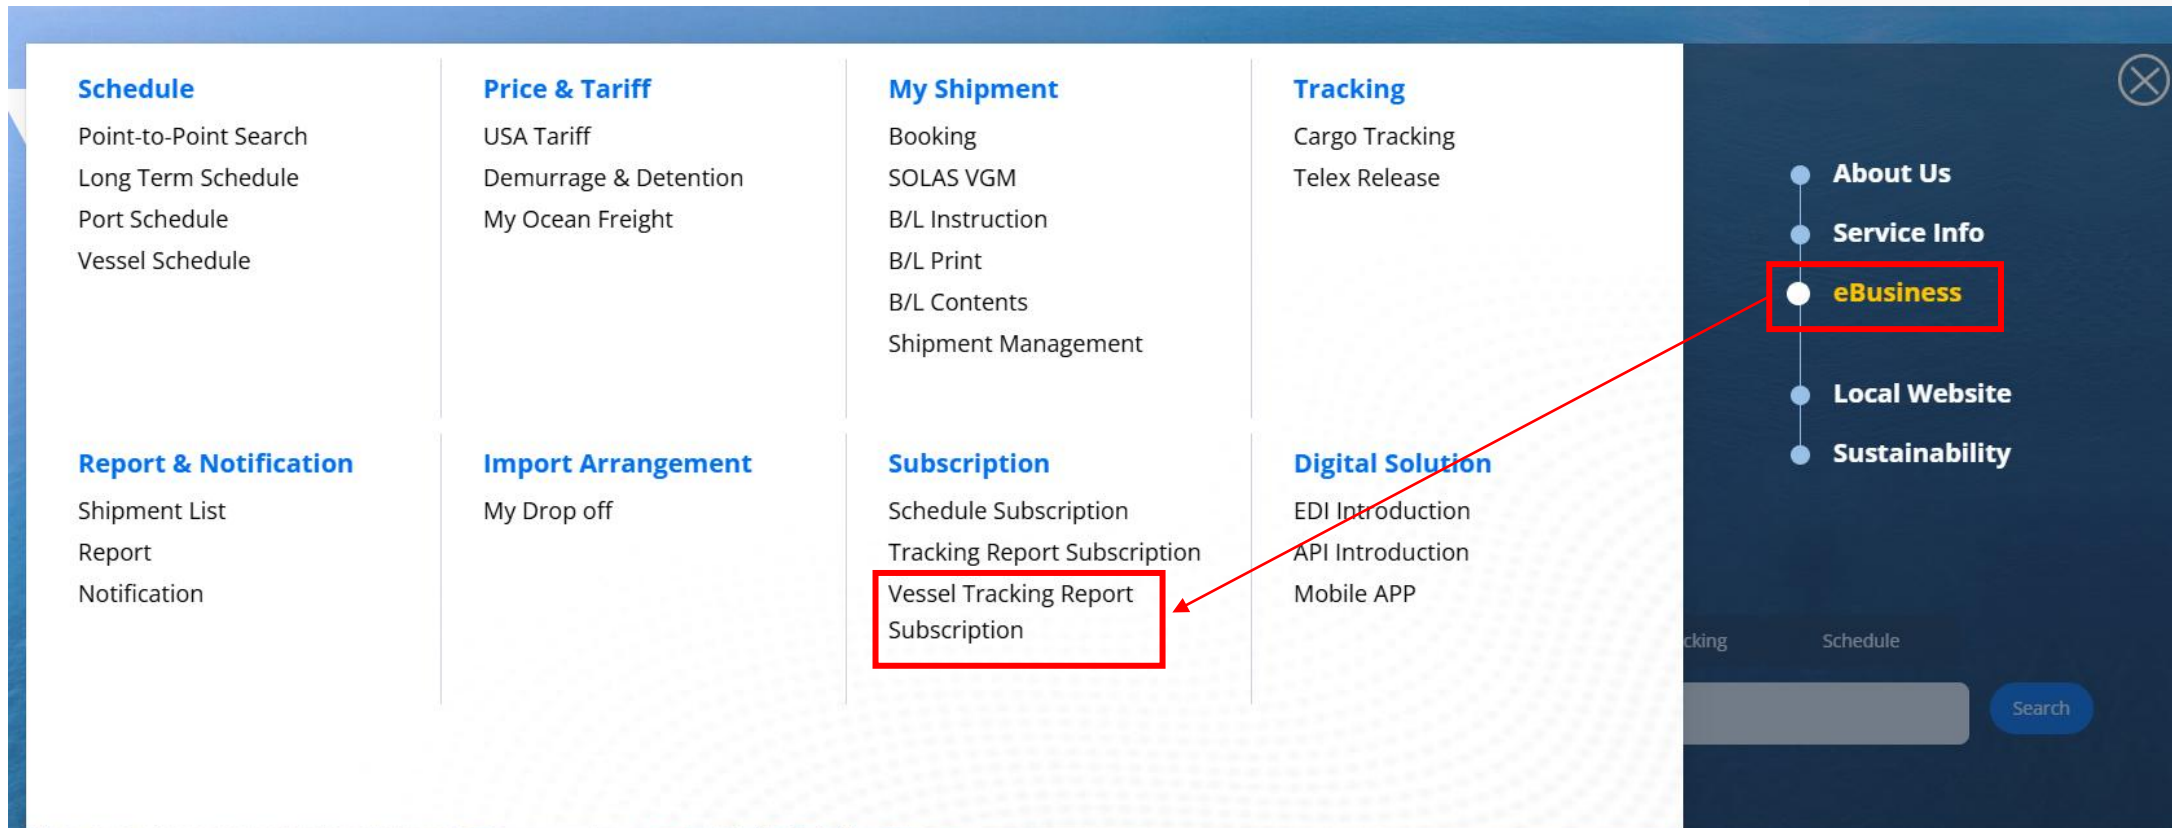 Schedule
Point-to-Point Search
Long Term Schedule
Port Schedule
Vessel Schedule
Price & Tariff
USA Tariff
Demurrage & Detention
My Ocean Freight
My Shipment
Booking
SOLAS VGM
B/L Instruction
B/L Print
B/L Contents
Shipment Management
Tracking
Cargo Tracking
Telex Release
Report & Notification
Shipment List
Report
Notification
Import Arrangement
My Drop off
Subscription
Schedule Subscription
Tracking Report Subscription
Vessel Tracking Report
Subscription
Digital Solution
EDI Introduction
API Introduction
Mobile APP
About Us
Service Info
eBusiness
Local Website
Sustainability
cking
Schedule
Search